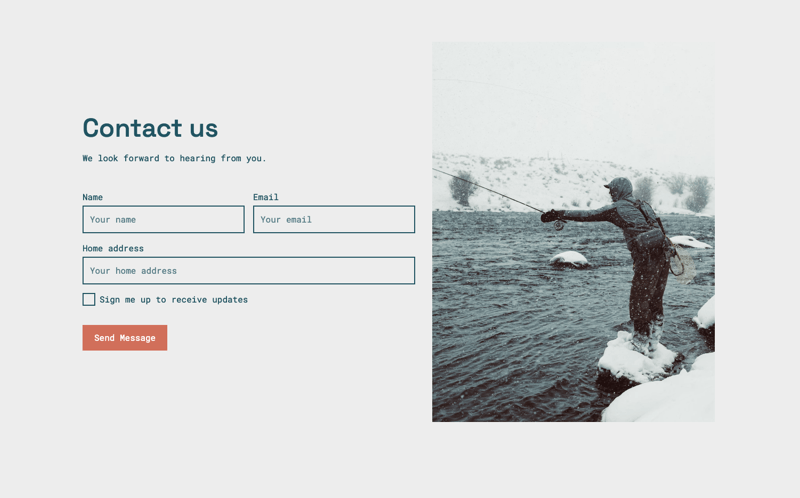 Contact us
We look forward to hearing from you.
Name
Email
Your name
Your email
Home address
Your home address
Sign me up to receive updates
Send Message